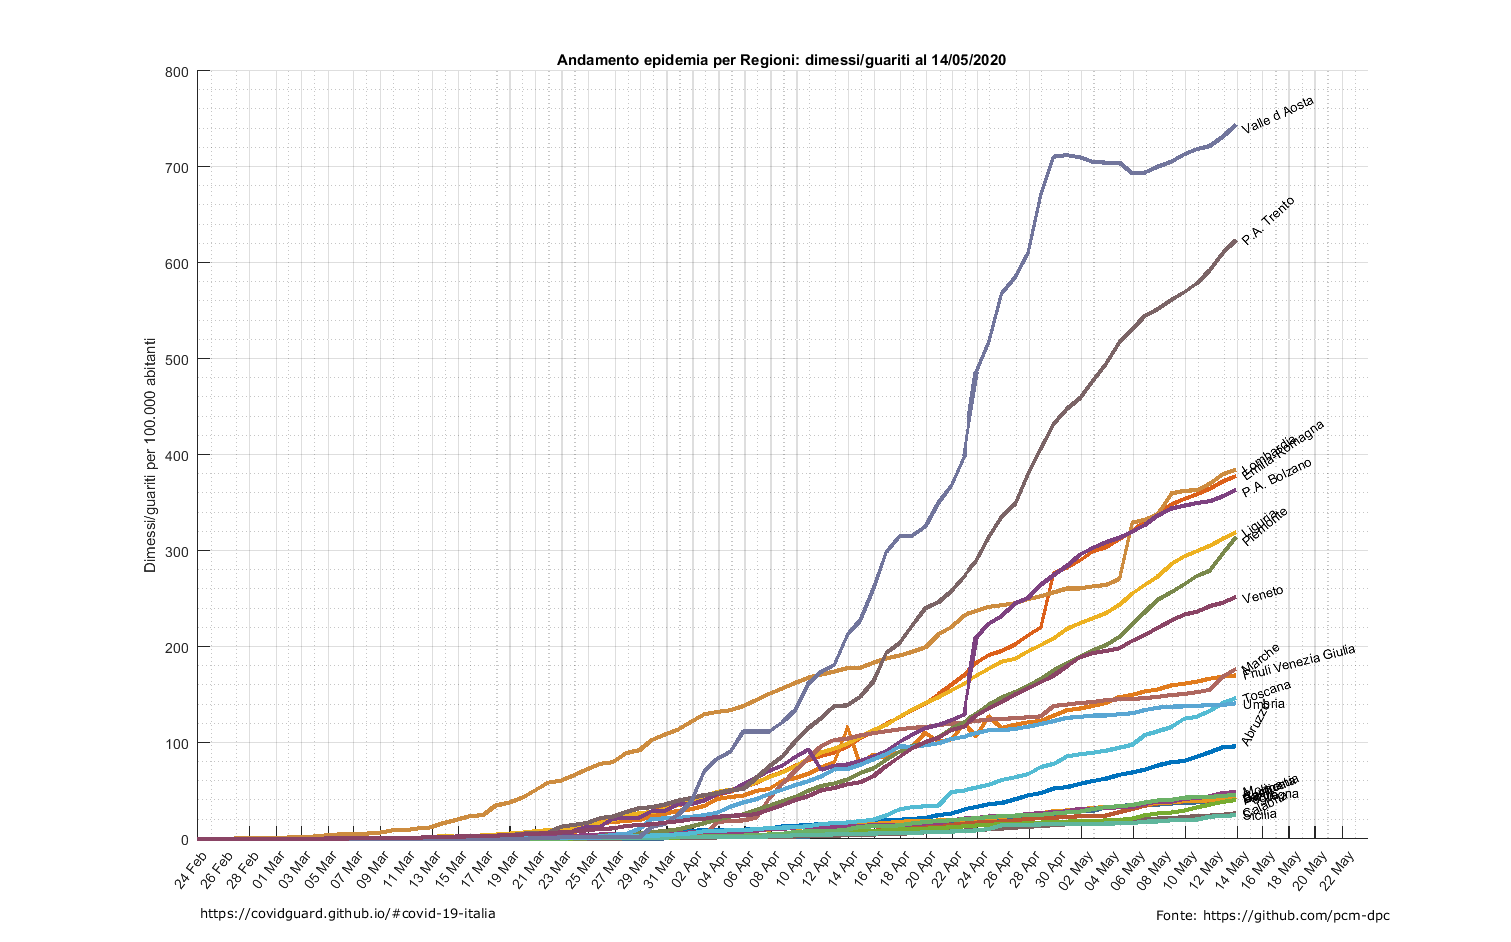 Andamento epidemia per Regioni: dimessi/guariti al 14/05/2020
Dimessi/guariti per 100.000 abitanti
800
700
600
500
400
300
200
100
0
Valle d Aosta
P.A. Trento
Lombardia
Emilia-Romagna
P.A. Bolzano
Liguria
Piemonte
Veneto
Marche
Friuli Venezia Giulia
Toscana
Umbria
Abruzzo
Sicilia
24 Feb
26 Feb
28 Feb
01 Mar
03 Mar
05 Mar
07 Mar
09 Mar
11 Mar
13 Mar
15 Mar
17 Mar
19 Mar
21 Mar
23 Mar
25 Mar
27 Mar
29 Mar
31 Mar
02 Apr
04 Apr
06 Apr
08 Apr
10 Apr
12 Apr
14 Apr
16 Apr
18 Apr
20 Apr
22 Apr
24 Apr
26 Apr
28 Apr
30 Apr
02 May
04 May
06 May
08 May
10 May
12 May
14 May
16 May
18 May
20 May
22 May
https://covidguard.github.io/#covid-19-italia
Fonte: https://github.com/pcm-dpc